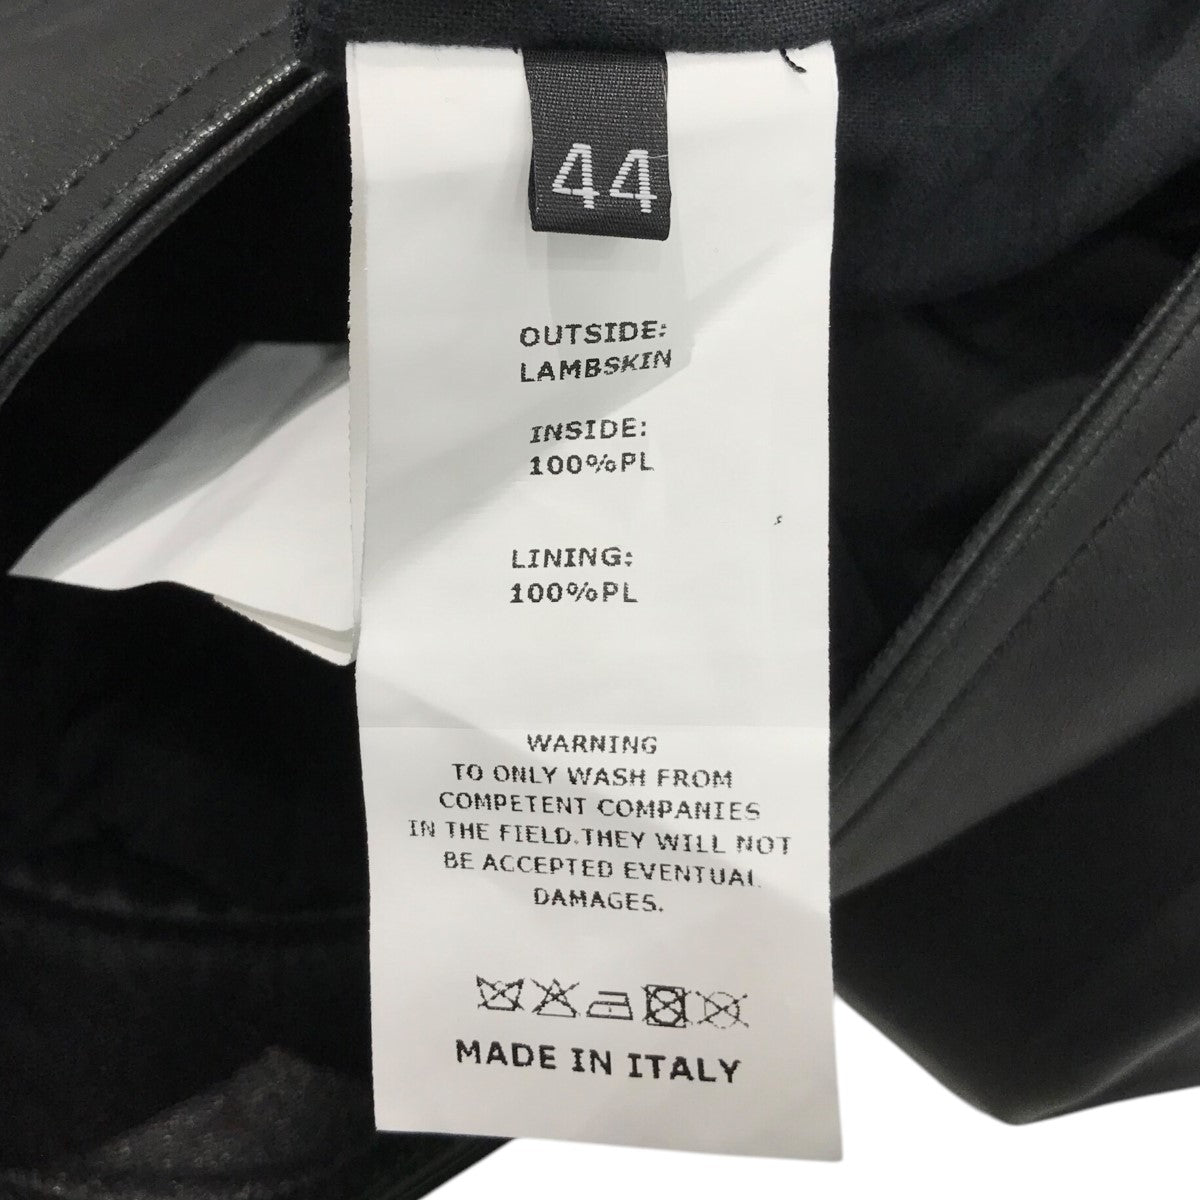 44
OUTSIDE:
LAMBSKIN
INSIDE:
100%PL
LINING:
100%PL
WARNING
TO ONLY WASH FROM
COMPETENT COMPANIES
IN THE FIELD.THEY WILL NOT
BE ACCEPTED EVENTUAL
DAMAGES.
MADE IN ITALY